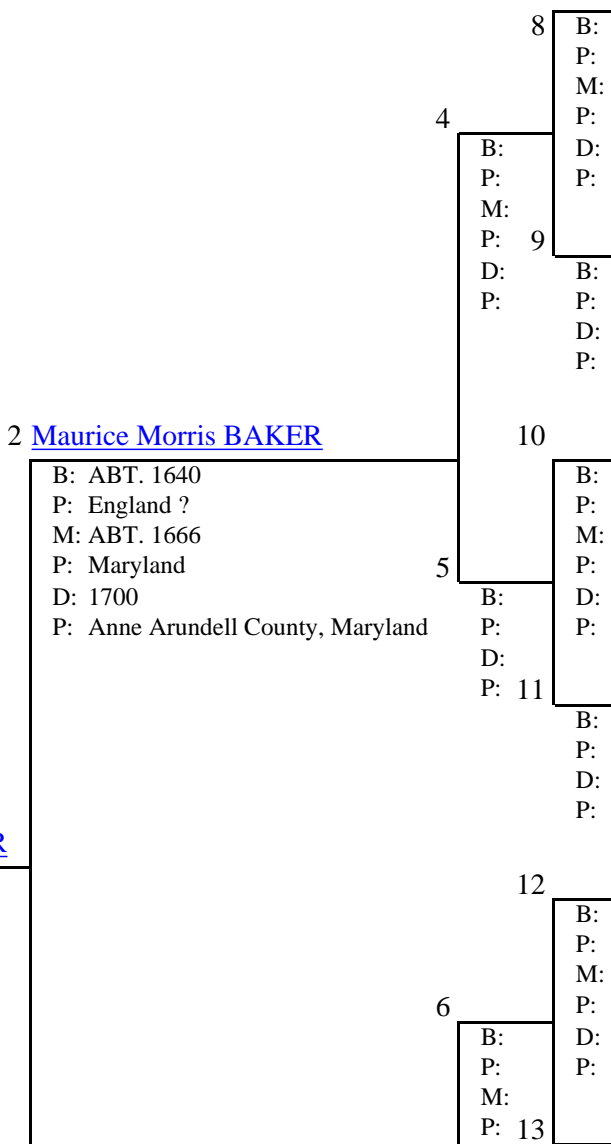 8
B:
P:
M:
P:
D:
P:
4
B:
P:
M:
P:
D:
P:
9
B:
P:
D:
P:
2 Maurice Morris BAKER
B: ABT. 1640
P: England ?
M: ABT. 1666
P: Maryland
D: 1700
P: Anne Arundell County, Maryland
10
B:
P:
M:
P:
D:
P:
5
B:
P:
D:
P:
11
B:
P:
D:
P:
R
12
B:
P:
M:
P:
D:
P:
6
B:
P:
M:
P:
13